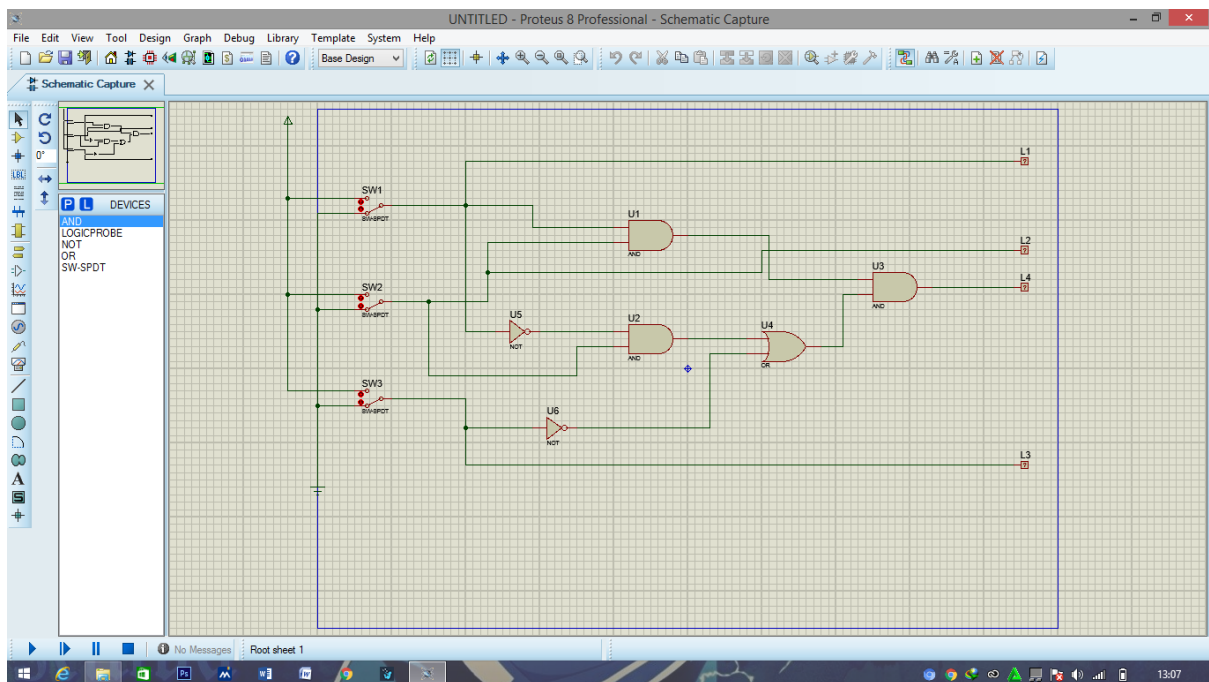 UNTITLED - Proteus 8 Professional - Schematic Capture
File Edit View Tool Design Graph Debug Library Template System Help
Base Design
Schematic Capture
0°
LBL
P L DEVICES
AND
LOGICPROBE
NOT
OR
SW-SPDT
A
S
L1
?
SW1
SW-SPDT
U1
AND
L2
?
U3
AND
L4
?
SW2
SW-SPDT
U5
NOT
U2
AND
U4
OR
SW3
SW-SPDT
U6
NOT
L3
?
No Messages
Root sheet 1
Ps
13:07